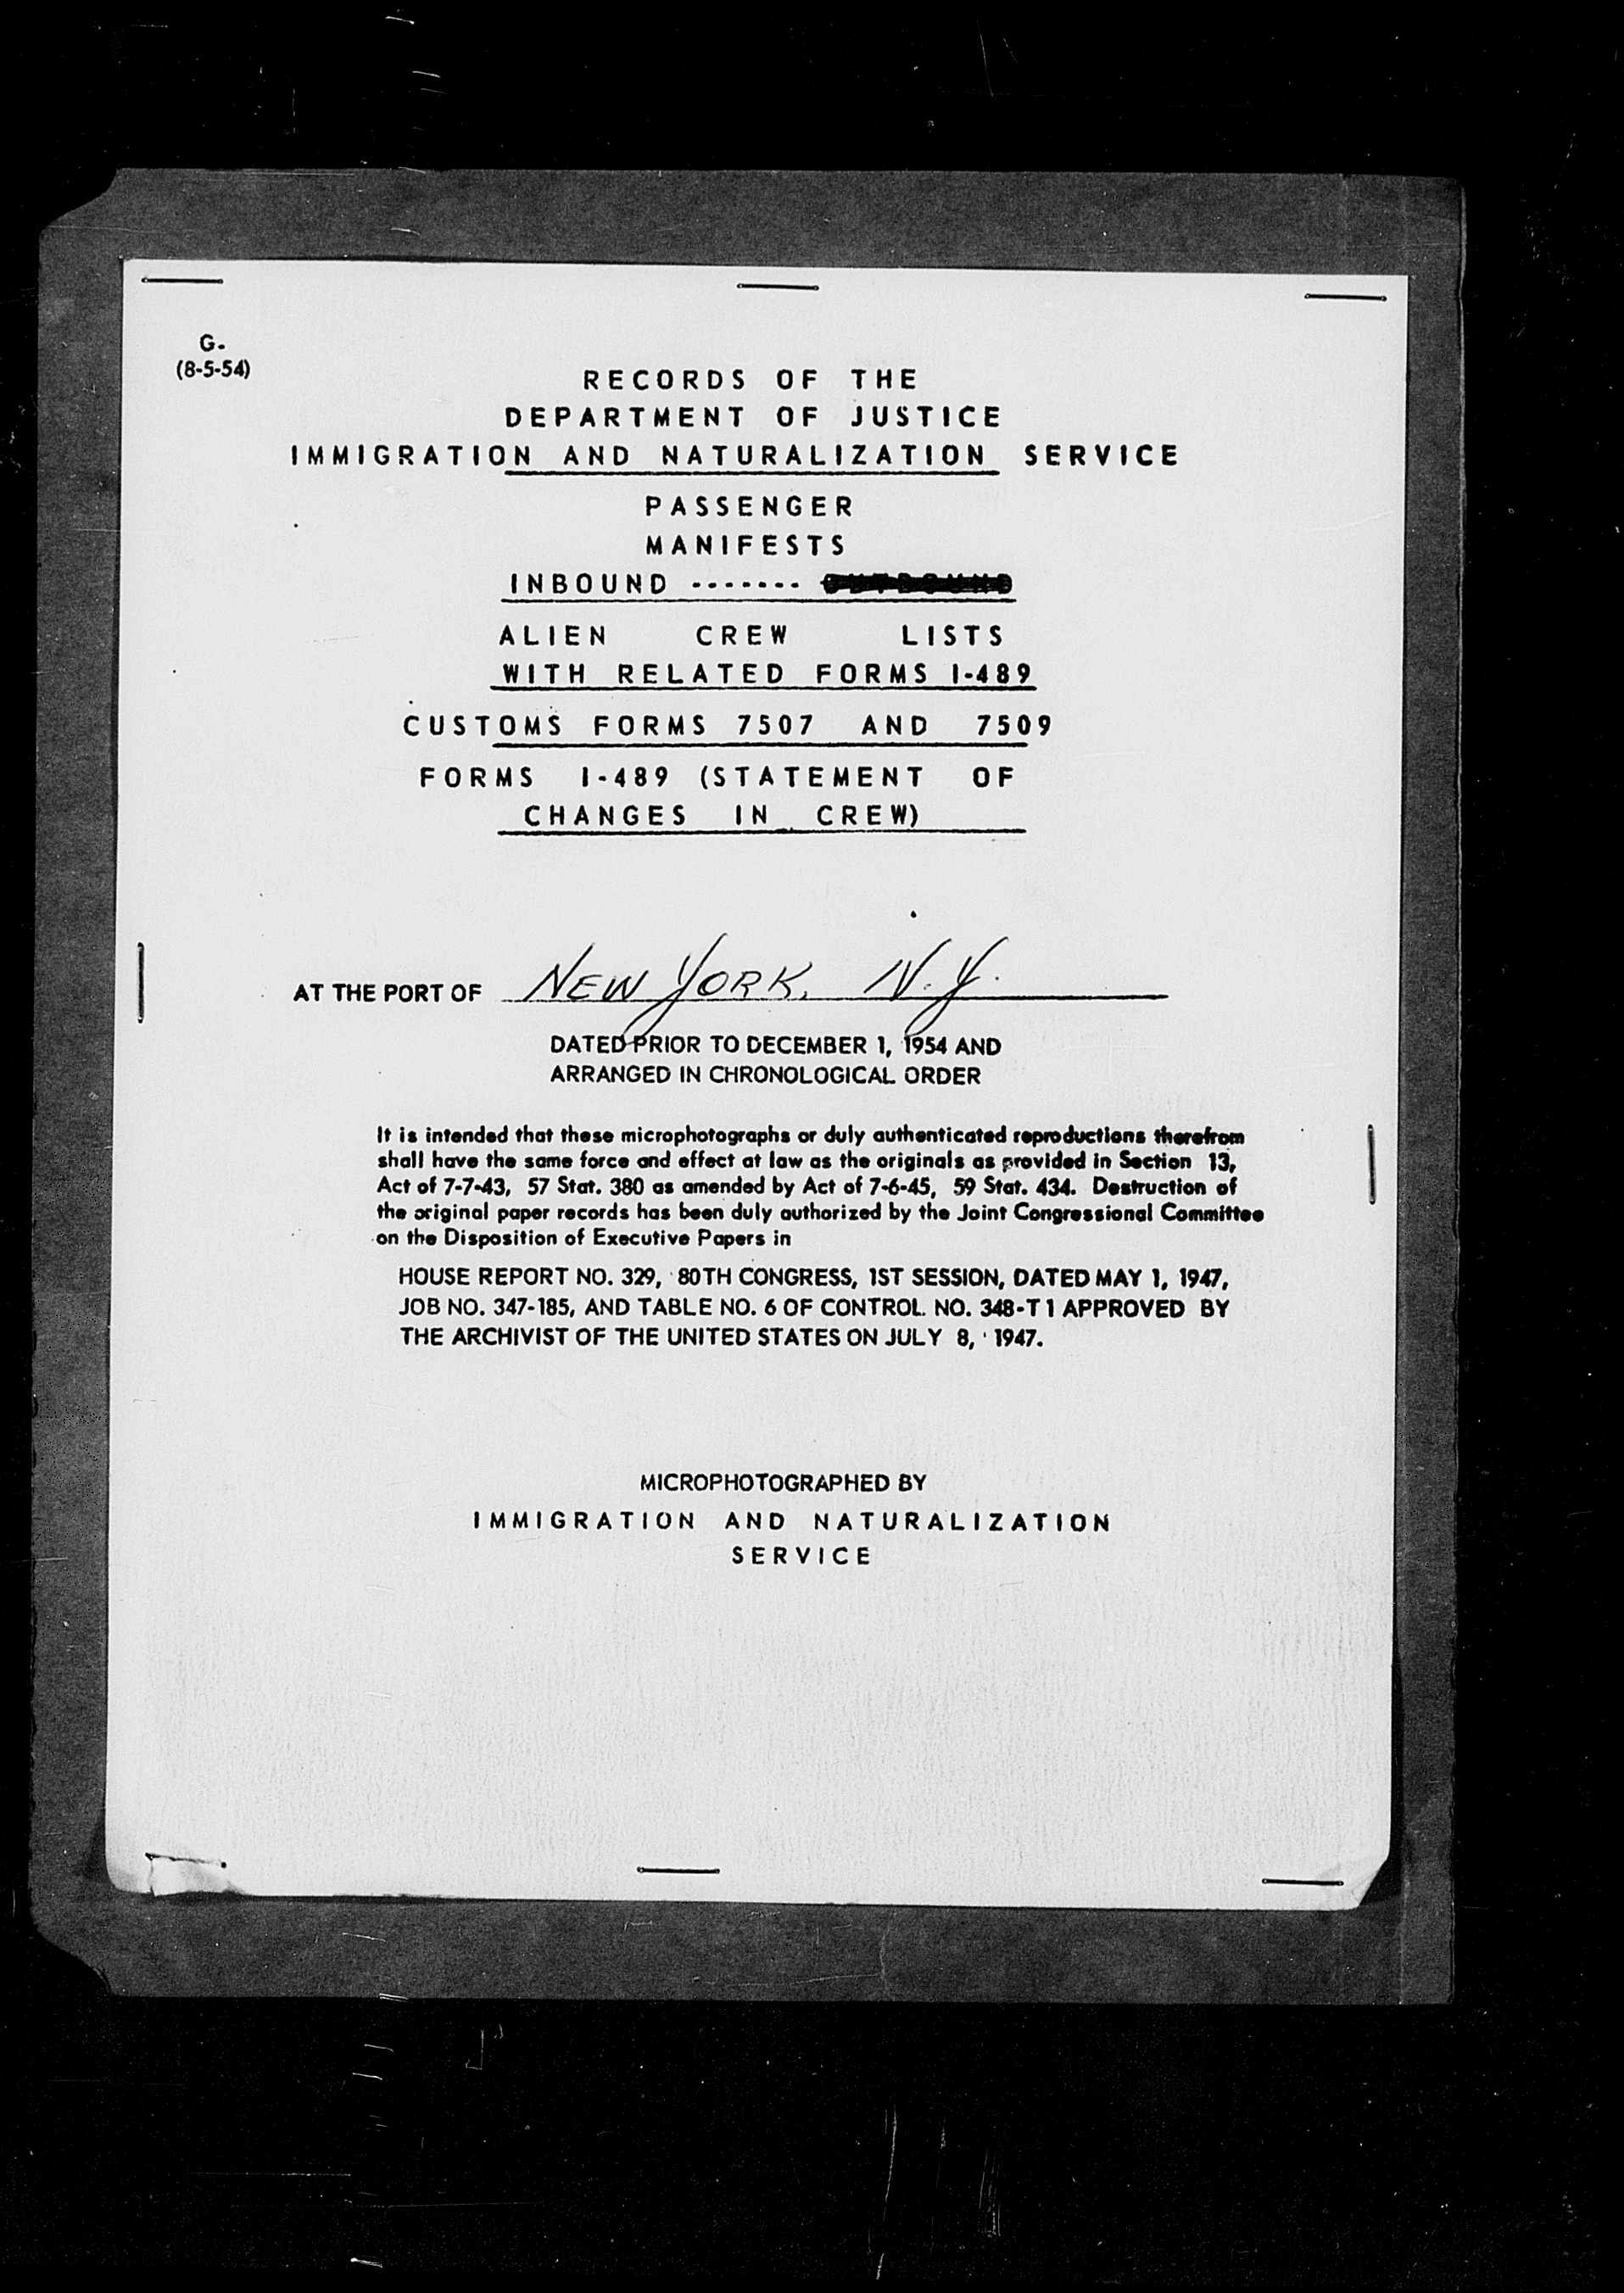 G.
(8-5-54)
RECORDS OF THE
DEPARTMENT OF JUSTICE
IMMIGRATION AND NATURALIZATION SERVICE
PASSENGER
MANIFESTS
INBOUND ------- OUTBOUND
ALIEN CREW LISTS
WITH RELATED FORMS I-489
CUSTOMS FORMS 7507 AND 7509
FORMS I-489 (STATEMENT OF
CHANGES IN CREW)
AT THE PORT OF NEW YORK, N.Y.
DATED PRIOR TO DECEMBER 1, 1954 AND
ARRANGED IN CHRONOLOGICAL ORDER
It is intended that these microphotographs or duly authenticated reproductions therefrom
shall have the same force and effect at law as the originals as provided in Section 13,
Act of 7-7-43, 57 Stat. 380 as amended by Act of 7-6-45, 59 Stat. 434. Destruction of
the original paper records has been duly authorized by the Joint Congressional Committee
on the Disposition of Executive Papers in
HOUSE REPORT NO. 329, 80TH CONGRESS, 1ST SESSION, DATED MAY 1, 1947,
JOB NO. 347-185, AND TABLE NO. 6 OF CONTROL NO. 348-T1 APPROVED BY
THE ARCHIVIST OF THE UNITED STATES ON JULY 8, 1947.
MICROPHOTOGRAPHED BY
IMMIGRATION AND NATURALIZATION
SERVICE